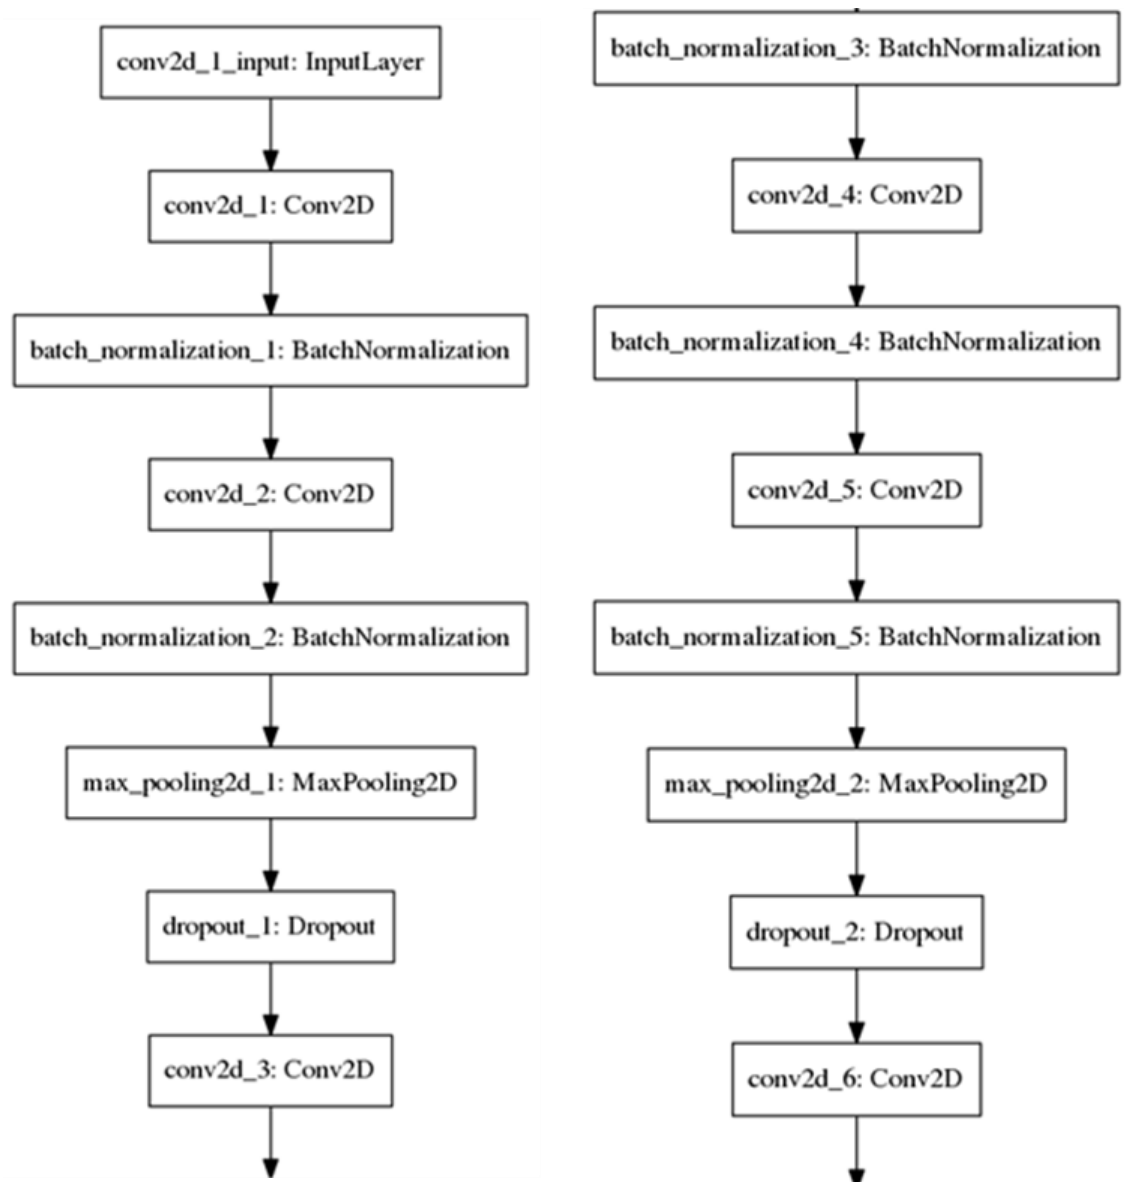 conv2d_1_input: InputLayer
conv2d_1: Conv2D
batch_normalization_1: BatchNormalization
conv2d_2: Conv2D
batch_normalization_2: BatchNormalization
max_pooling2d_1: MaxPooling2D
dropout_1: Dropout
conv2d_3: Conv2D
batch_normalization_3: BatchNormalization
conv2d_4: Conv2D
batch_normalization_4: BatchNormalization
conv2d_5: Conv2D
batch_normalization_5: BatchNormalization
max_pooling2d_2: MaxPooling2D
dropout_2: Dropout
conv2d_6: Conv2D